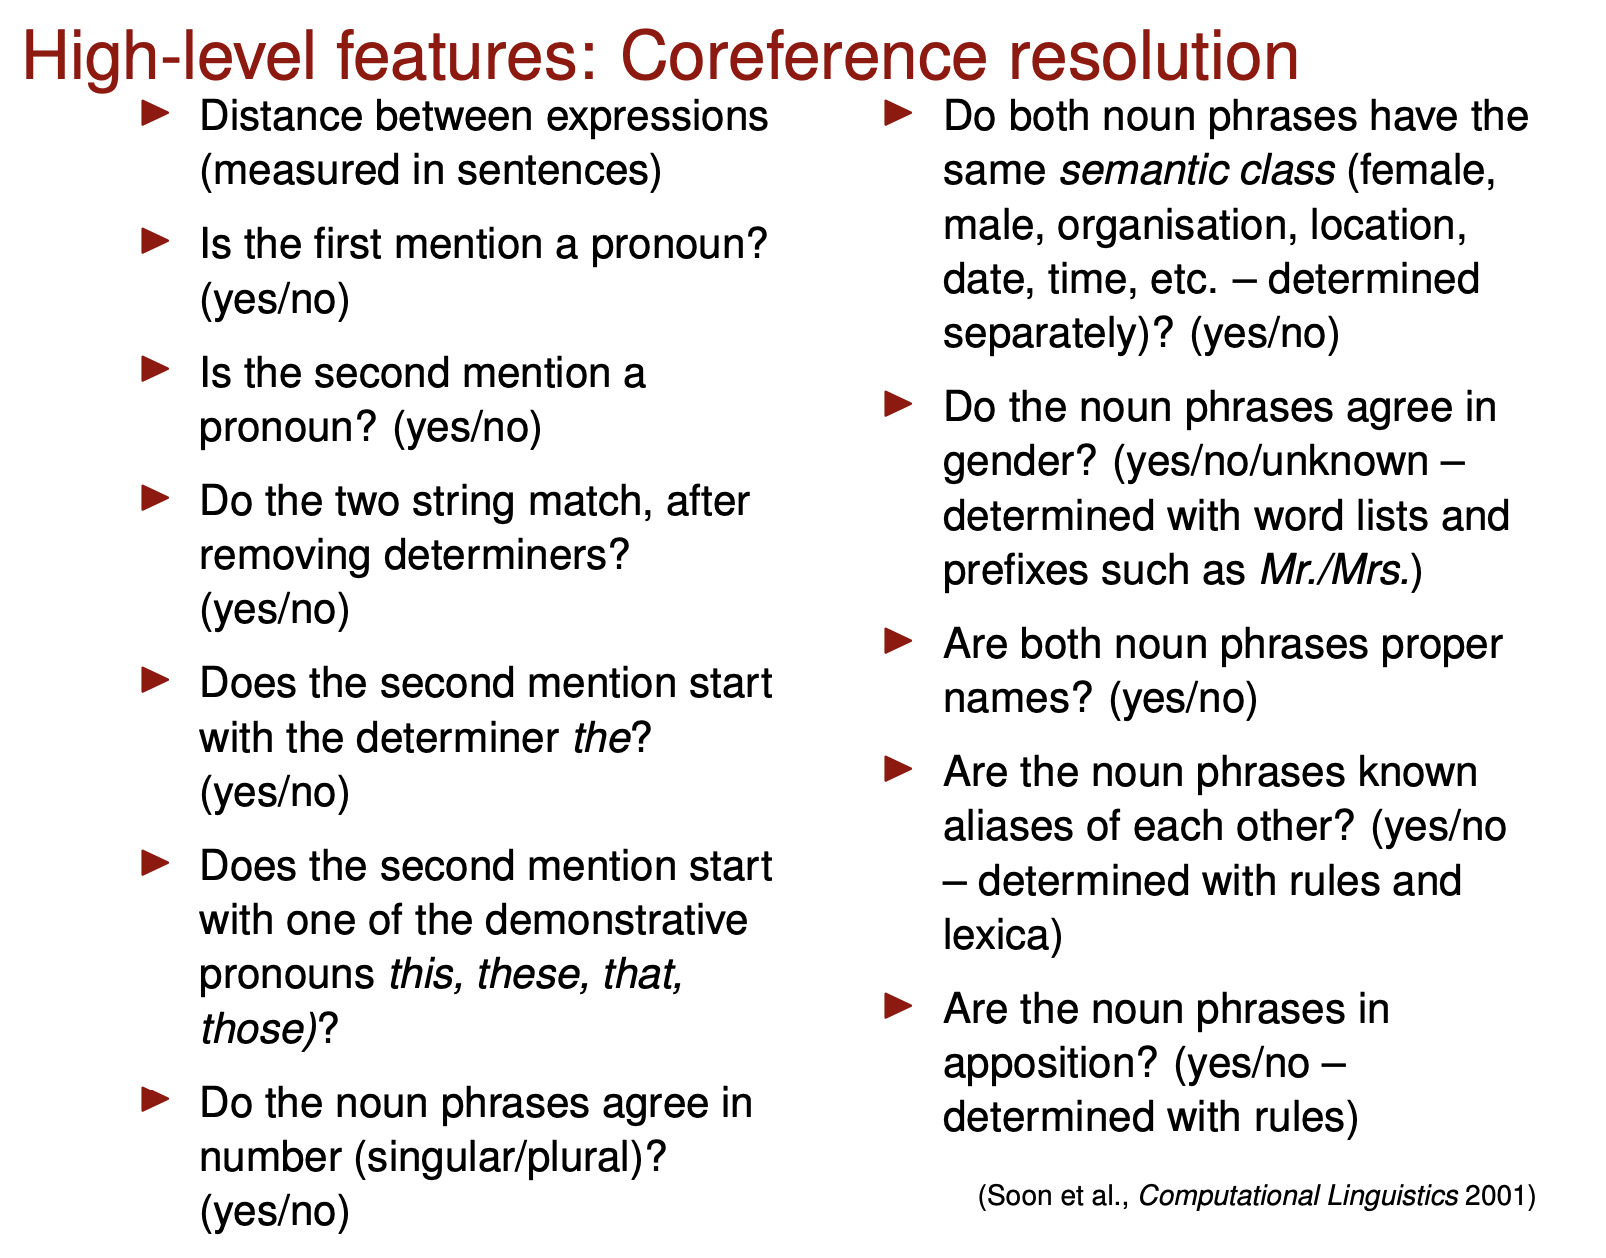 High-level features: Coreference resolution
Distance between expressions
(measured in sentences)
Is the first mention a pronoun?
(yes/no)
Is the second mention a
pronoun? (yes/no)
Do the two string match, after
removing determiners?
(yes/no)
Does the second mention start
with the determiner the?
(yes/no)
Does the second mention start
with one of the demonstrative
pronouns this, these, that,
those)?
Do the noun phrases agree in
number (singular/plural)?
(yes/no)
Do both noun phrases have the
same semantic class (female,
male, organisation, location,
date, time, etc. – determined
separately)? (yes/no)
Do the noun phrases agree in
gender? (yes/no/unknown –
determined with word lists and
prefixes such as Mr./Mrs.)
Are both noun phrases proper
names? (yes/no)
Are the noun phrases known
aliases of each other? (yes/no
– determined with rules and
lexica)
Are the noun phrases in
apposition? (yes/no –
determined with rules)
(Soon et al., Computational Linguistics 2001)